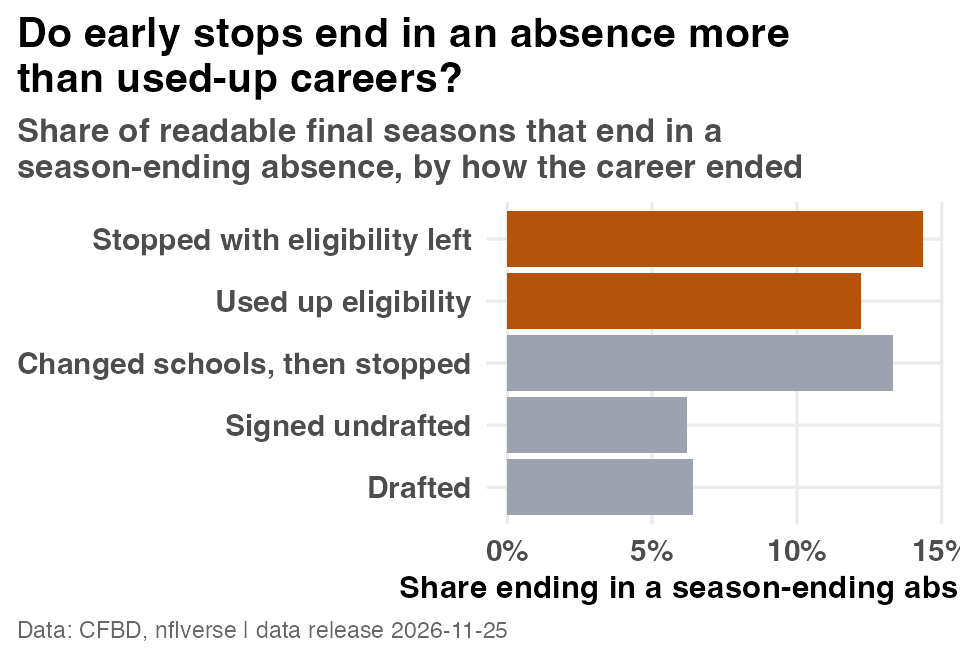 Do early stops end in an absence more
than used-up careers?
Share of readable final seasons that end in a
season-ending absence, by how the career ended
Stopped with eligibility left
Used up eligibility
Changed schools, then stopped
Signed undrafted
Drafted
0% 5% 10% 15%
Share ending in a season-ending abs
Data: CFBD, nflverse | data release 2026-11-25